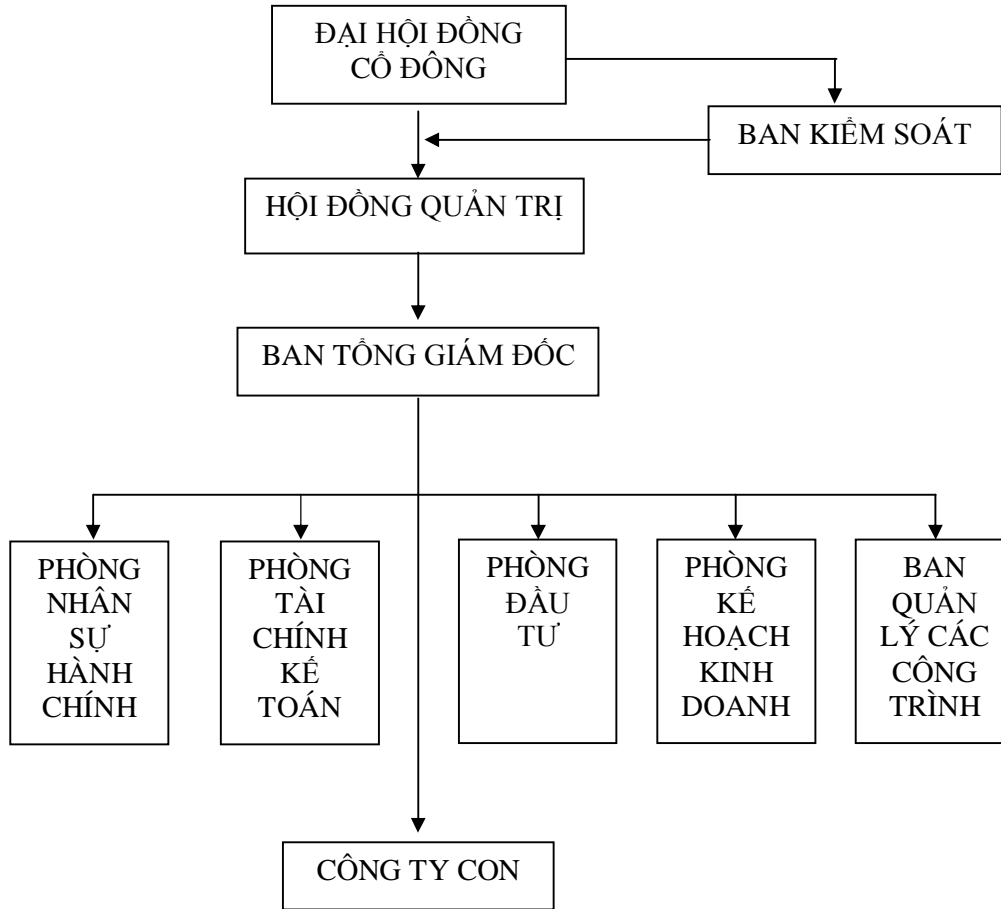 ĐẠI HỘI ĐỒNG
CỔ ĐÔNG
BAN KIỂM SOÁT
HỘI ĐỒNG QUẢN TRỊ
BAN TỔNG GIÁM ĐỐC
PHÒNG
NHÂN
SỰ
HÀNH
CHÍNH
PHÒNG
TÀI
CHÍNH
KẾ
TOÁN
PHÒNG
ĐẦU
TƯ
PHÒNG
KẾ
HOẠCH
KINH
DOANH
BAN
QUẢN
LÝ CÁC
CÔNG
TRÌNH
CÔNG TY CON